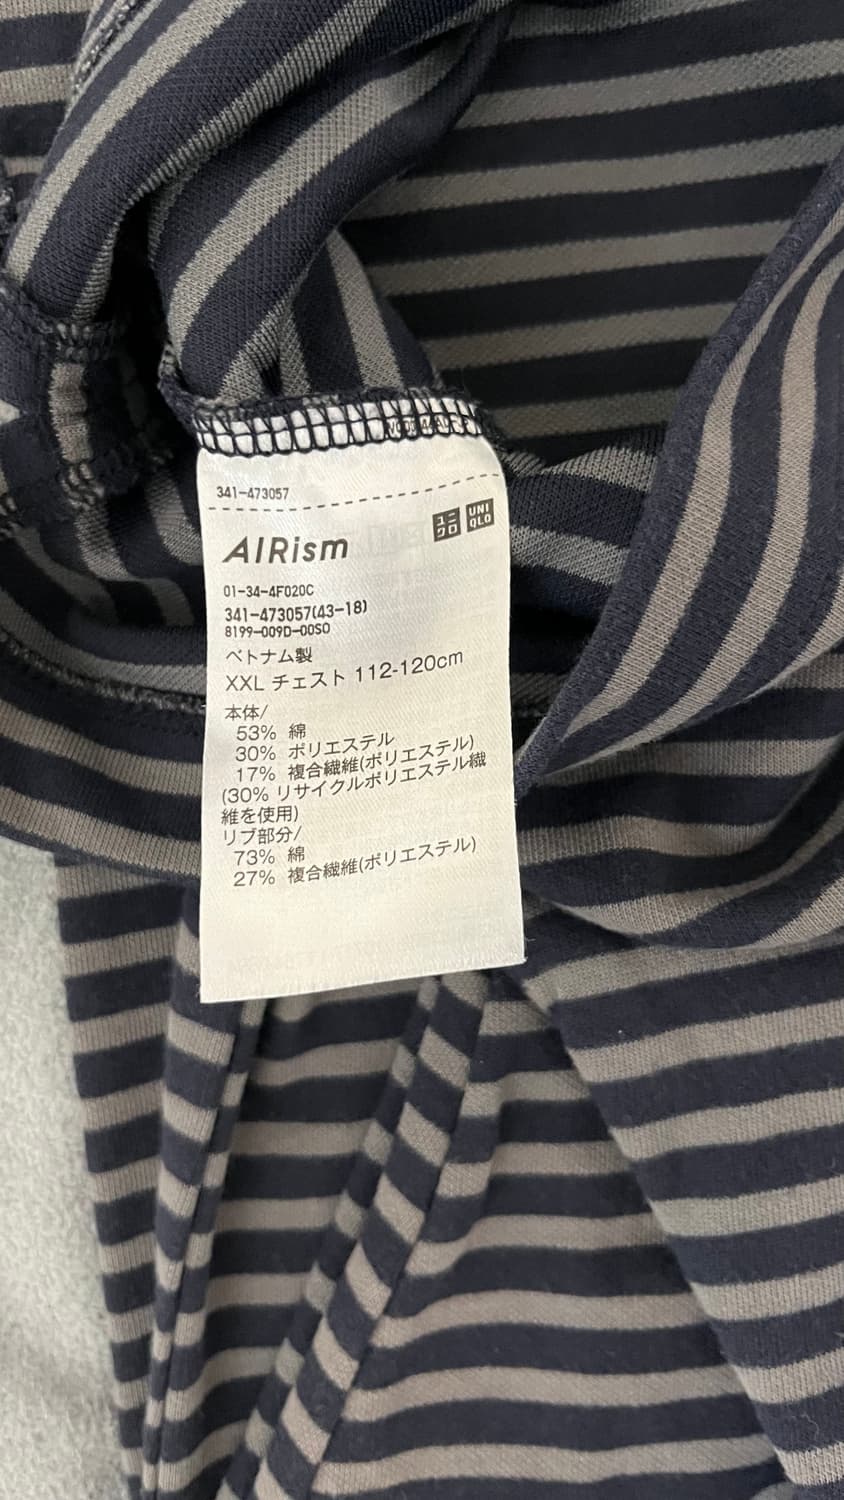 341-473057
ユニクロ UNIQLO
AIRism
01-34-4F020C
341-473057(43-18)
8199-009D-00SO
ベトナム製
XXL チェスト 112-120cm
本体/
53% 綿
30% ポリエステル
17% 複合繊維(ポリエステル)
(30% リサイクルポリエステル繊
維を使用)
リブ部分/
73% 綿
27% 複合繊維(ポリエステル)